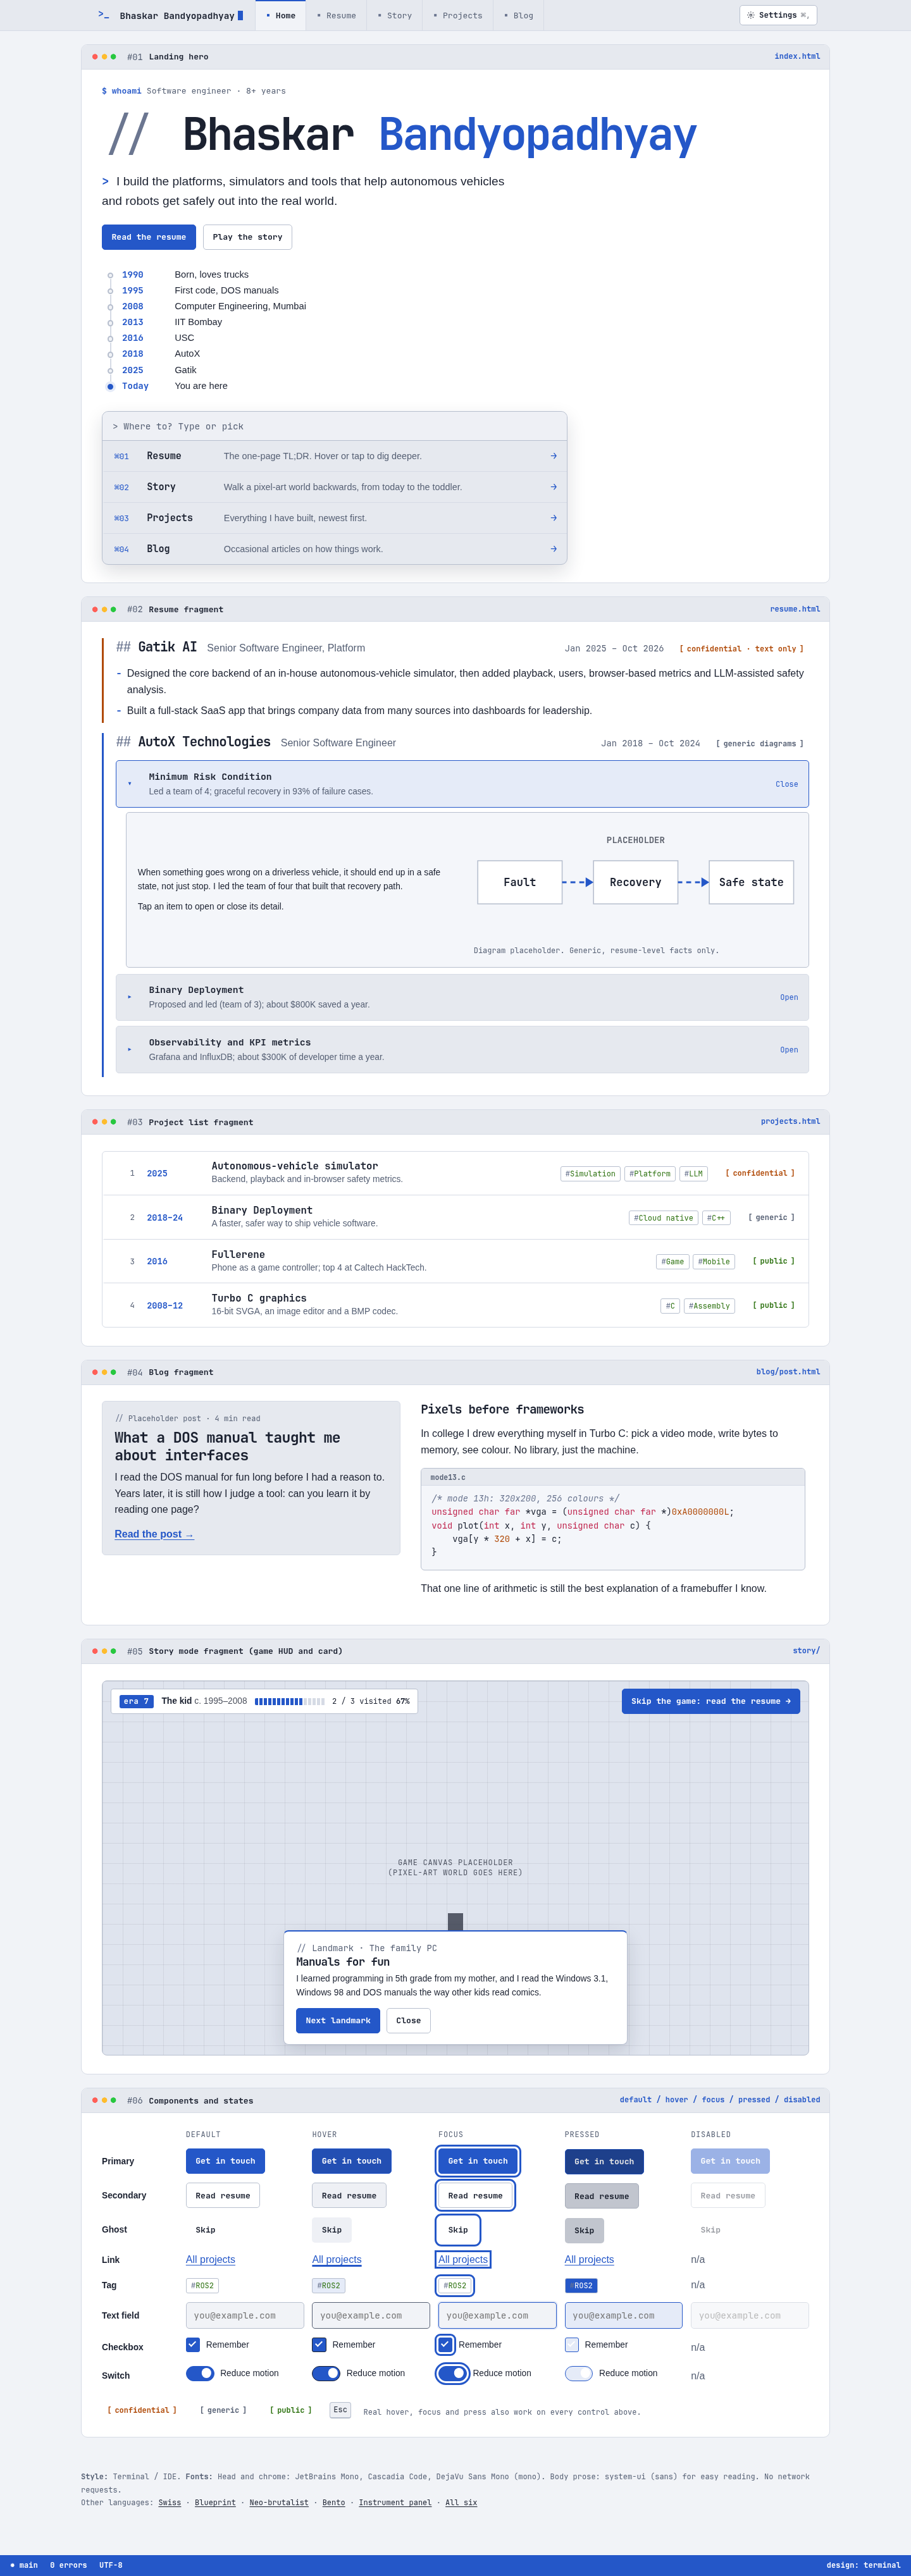 >_ Bhaskar Bandyopadhyay Home Resume Story Projects Blog Settings ⌘,
#01 Landing hero index.html
$ whoami Software engineer · 8+ years
// Bhaskar Bandyopadhyay
> I build the platforms, simulators and tools that help autonomous vehicles
and robots get safely out into the real world.
Read the resume Play the story
1990 Born, loves trucks
1995 First code, DOS manuals
2008 Computer Engineering, Mumbai
2013 IIT Bombay
2016 USC
2018 AutoX
2025 Gatik
Today You are here
> Where to? Type or pick
⌘01 Resume The one-page TL;DR. Hover or tap to dig deeper. →
⌘02 Story Walk a pixel-art world backwards, from today to the toddler. →
⌘03 Projects Everything I have built, newest first. →
⌘04 Blog Occasional articles on how things work. →
#02 Resume fragment resume.html
## Gatik AI Senior Software Engineer, Platform Jan 2025 – Oct 2026 [ confidential · text only ]
- Designed the core backend of an in-house autonomous-vehicle simulator, then added playback, users, browser-based metrics and LLM-assisted safety
analysis.
- Built a full-stack SaaS app that brings company data from many sources into dashboards for leadership.
## AutoX Technologies Senior Software Engineer Jan 2018 – Oct 2024 [ generic diagrams ]
▾ Minimum Risk Condition Close
Led a team of 4; graceful recovery in 93% of failure cases.
PLACEHOLDER
When something goes wrong on a driverless vehicle, it should end up in a safe
state, not just stop. I led the team of four that built that recovery path.
Tap an item to open or close its detail.
Fault Recovery Safe state
Diagram placeholder. Generic, resume-level facts only.
▸ Binary Deployment Open
Proposed and led (team of 3); about $800K saved a year.
▸ Observability and KPI metrics Open
Grafana and InfluxDB; about $300K of developer time a year.
#03 Project list fragment projects.html
1 2025 Autonomous-vehicle simulator #Simulation #Platform #LLM [ confidential ]
Backend, playback and in-browser safety metrics.
2 2018–24 Binary Deployment #Cloud native #C++ [ generic ]
A faster, safer way to ship vehicle software.
3 2016 Fullerene #Game #Mobile [ public ]
Phone as a game controller; top 4 at Caltech HackTech.
4 2008–12 Turbo C graphics #C #Assembly [ public ]
16-bit SVGA, an image editor and a BMP codec.
#04 Blog fragment blog/post.html
// Placeholder post · 4 min read
What a DOS manual taught me
about interfaces
I read the DOS manual for fun long before I had a reason to.
Years later, it is still how I judge a tool: can you learn it by
reading one page?
Read the post →
Pixels before frameworks
In college I drew everything myself in Turbo C: pick a video mode, write bytes to
memory, see colour. No library, just the machine.
mode13.c
/* mode 13h: 320x200, 256 colours */
unsigned char far *vga = (unsigned char far *)0xA0000000L;
void plot(int x, int y, unsigned char c) {
vga[y * 320 + x] = c;
}
That one line of arithmetic is still the best explanation of a framebuffer I know.
#05 Story mode fragment (game HUD and card) story/
era 7 The kid c. 1995–2008 2 / 3 visited 67% Skip the game: read the resume →
GAME CANVAS PLACEHOLDER
(PIXEL-ART WORLD GOES HERE)
// Landmark · The family PC
Manuals for fun
I learned programming in 5th grade from my mother, and I read the Windows 3.1,
Windows 98 and DOS manuals the way other kids read comics.
Next landmark Close
#06 Components and states default / hover / focus / pressed / disabled
DEFAULT HOVER FOCUS PRESSED DISABLED
Primary Get in touch Get in touch Get in touch Get in touch Get in touch
Secondary Read resume Read resume Read resume Read resume Read resume
Ghost Skip Skip Skip Skip Skip
Link All projects All projects All projects All projects n/a
Tag #ROS2 #ROS2 #ROS2 #ROS2 n/a
Text field you@example.com you@example.com you@example.com you@example.com you@example.com
Checkbox Remember Remember Remember Remember n/a
Switch Reduce motion Reduce motion Reduce motion Reduce motion n/a
[ confidential ] [ generic ] [ public ] Esc Real hover, focus and press also work on every control above.
Style: Terminal / IDE. Fonts: Head and chrome: JetBrains Mono, Cascadia Code, DejaVu Sans Mono (mono). Body prose: system-ui (sans) for easy reading. No network
requests.
Other languages: Swiss · Blueprint · Neo-brutalist · Bento · Instrument panel · All six
● main 0 errors UTF-8 design: terminal